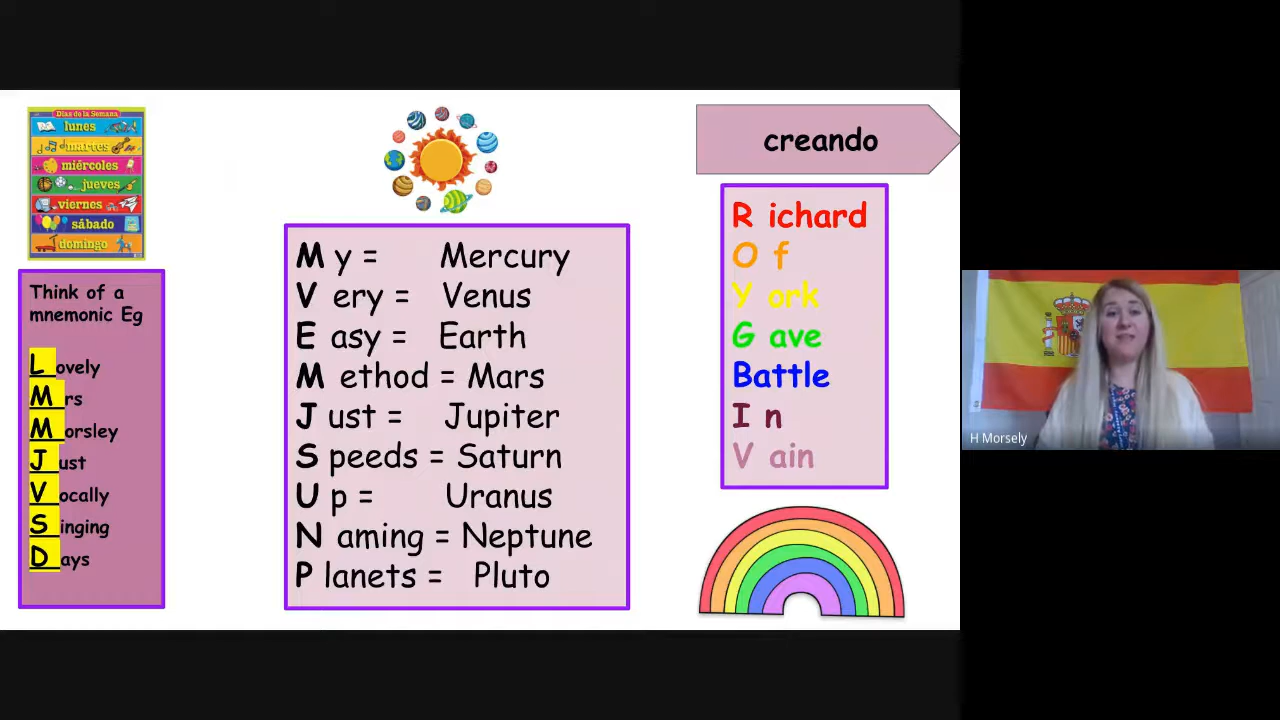 Días de la Semana
lunes
martes
miércoles
jueves
viernes
sábado
domingo
Think of a
mnemonic Eg
L ovely
M rs
M orsley
J ust
V ocally
S inging
D ays
M y = Mercury
V ery = Venus
E asy = Earth
M ethod = Mars
J ust = Jupiter
S peeds = Saturn
U p = Uranus
N aming = Neptune
P lanets = Pluto
creando
R ichard
O f
Y ork
G ave
Battle
I n
V ain
H Morsely